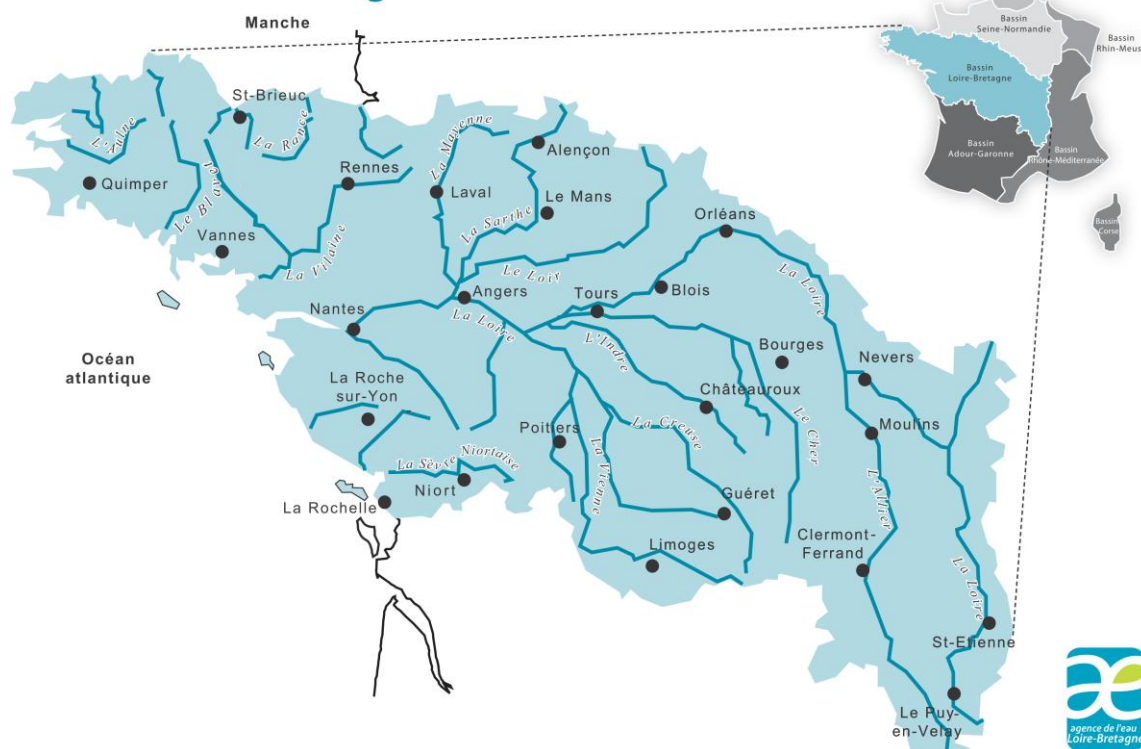 Manche
Bassin
Seine-Normandie
Bassin
Rhin-Meus
Bassin
Loire-Bretagne
Bassin
Adour-Garonne
Bassin
Rhône-Méditerranée
Bassin
Corse
St-Brieuc
L'Aulne
La Rance
La Mayenne
Alençon
Quimper
Le Blavet
Rennes
Laval
La Sarthe
Le Mans
Orléans
Vannes
La Vilaine
Le Loir
La Loire
Angers
Tours
Blois
Nantes
La Loire
L'Indre
Bourges
Nevers
Océan
atlantique
La Roche
sur-Yon
Châteauroux
Le Cher
Moulins
Poitiers
La Creuse
La Sèvre Niortaise
Niort
La Vienne
L'Allier
Guéret
La Rochelle
Limoges
Clermont-
Ferrand
La Loire
St-Etienne
Le Puy-
en-Velay
agence de l'eau
Loire-Bretagne